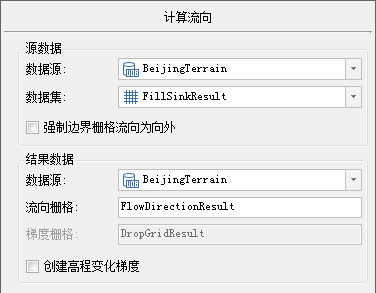 计算流向
源数据
数据源: BeijingTerrain
数据集: FillSinkResult
强制边界栅格流向为向外
结果数据
数据源: BeijingTerrain
流向栅格: FlowDirectionResult
梯度栅格: DropGridResult
创建高程变化梯度